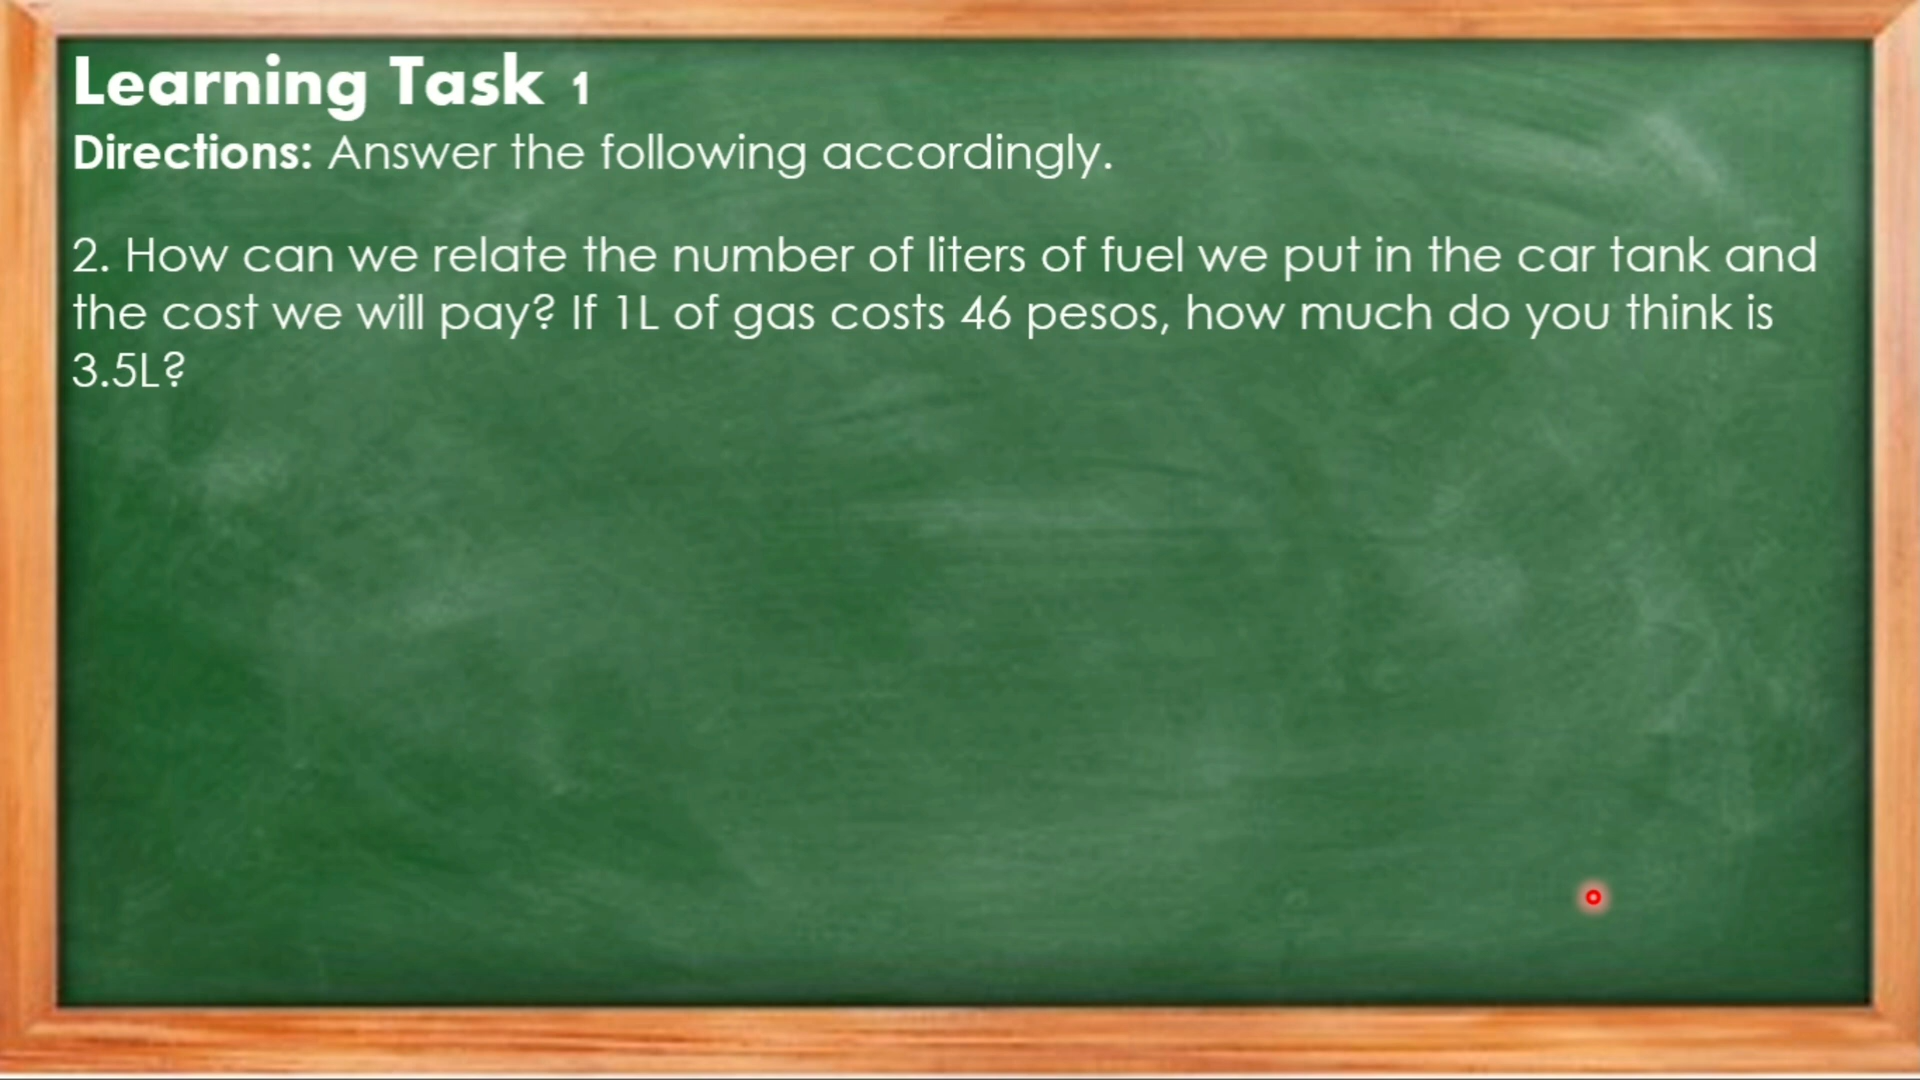 Learning Task 1
Directions: Answer the following accordingly.
2. How can we relate the number of liters of fuel we put in the car tank and
the cost we will pay? If 1L of gas costs 46 pesos, how much do you think is
3.5L?